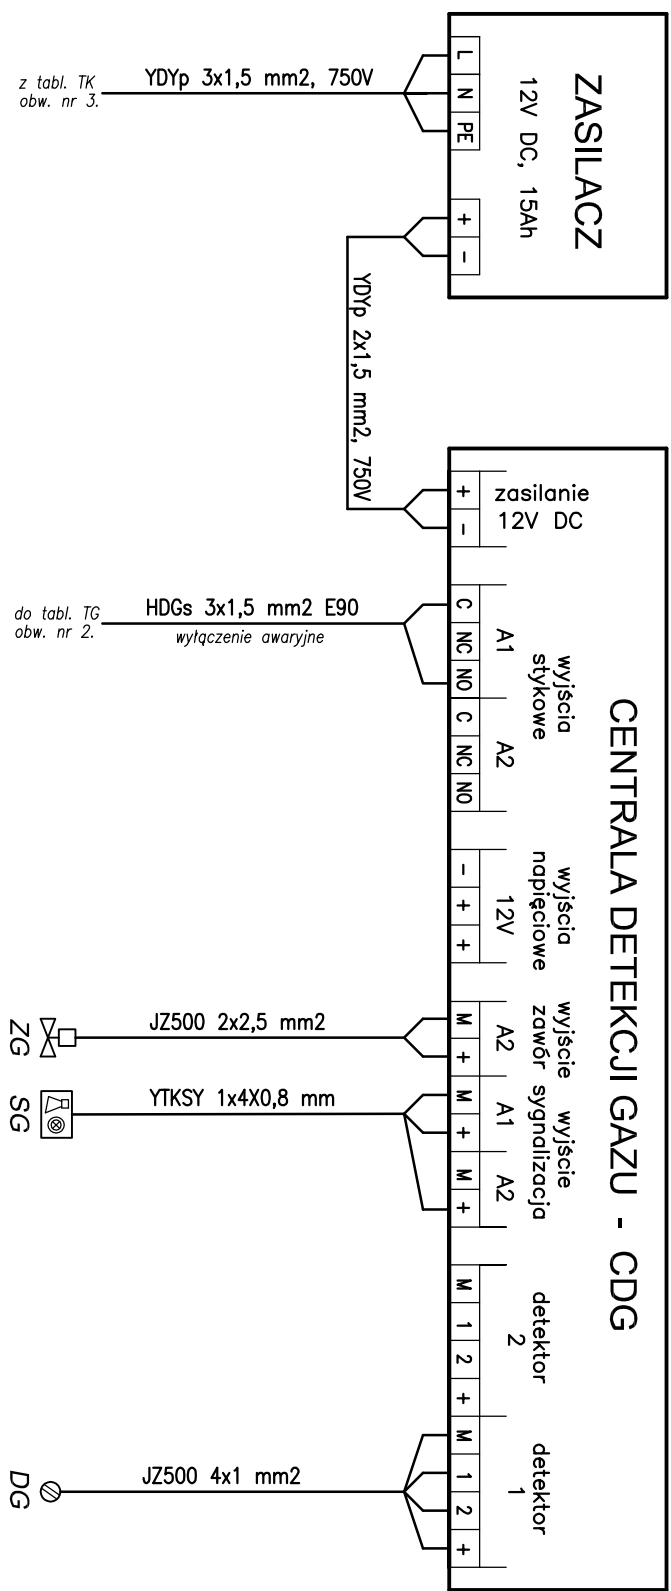 ZASILACZ
12V DC, 15Ah
L
N
PE
+
-
YDYp 3x1,5 mm2, 750V
z tabl. TK
obw. nr 3.
YDYp 2x1,5 mm2, 750V
CENTRALA DETEKCJI GAZU - CDG
zasilanie
12V DC
+
-
wyjścia
stykowe
A1
C
NC
NO
A2
C
NC
NO
HDGs 3x1,5 mm2 E90
wyłączenie awaryjne
do tabl. TG
obw. nr 2.
wyjścia
napięciowe
12V
-
+
+
wyjście
zawór
A2
M
+
JZ500 2x2,5 mm2
ZG
wyjście
sygnalizacja
A1
M
+
A2
M
+
YTKSY 1x4X0,8 mm
SG
detektor
2
M
1
2
+
detektor
1
M
1
2
+
JZ500 4x1 mm2
DG